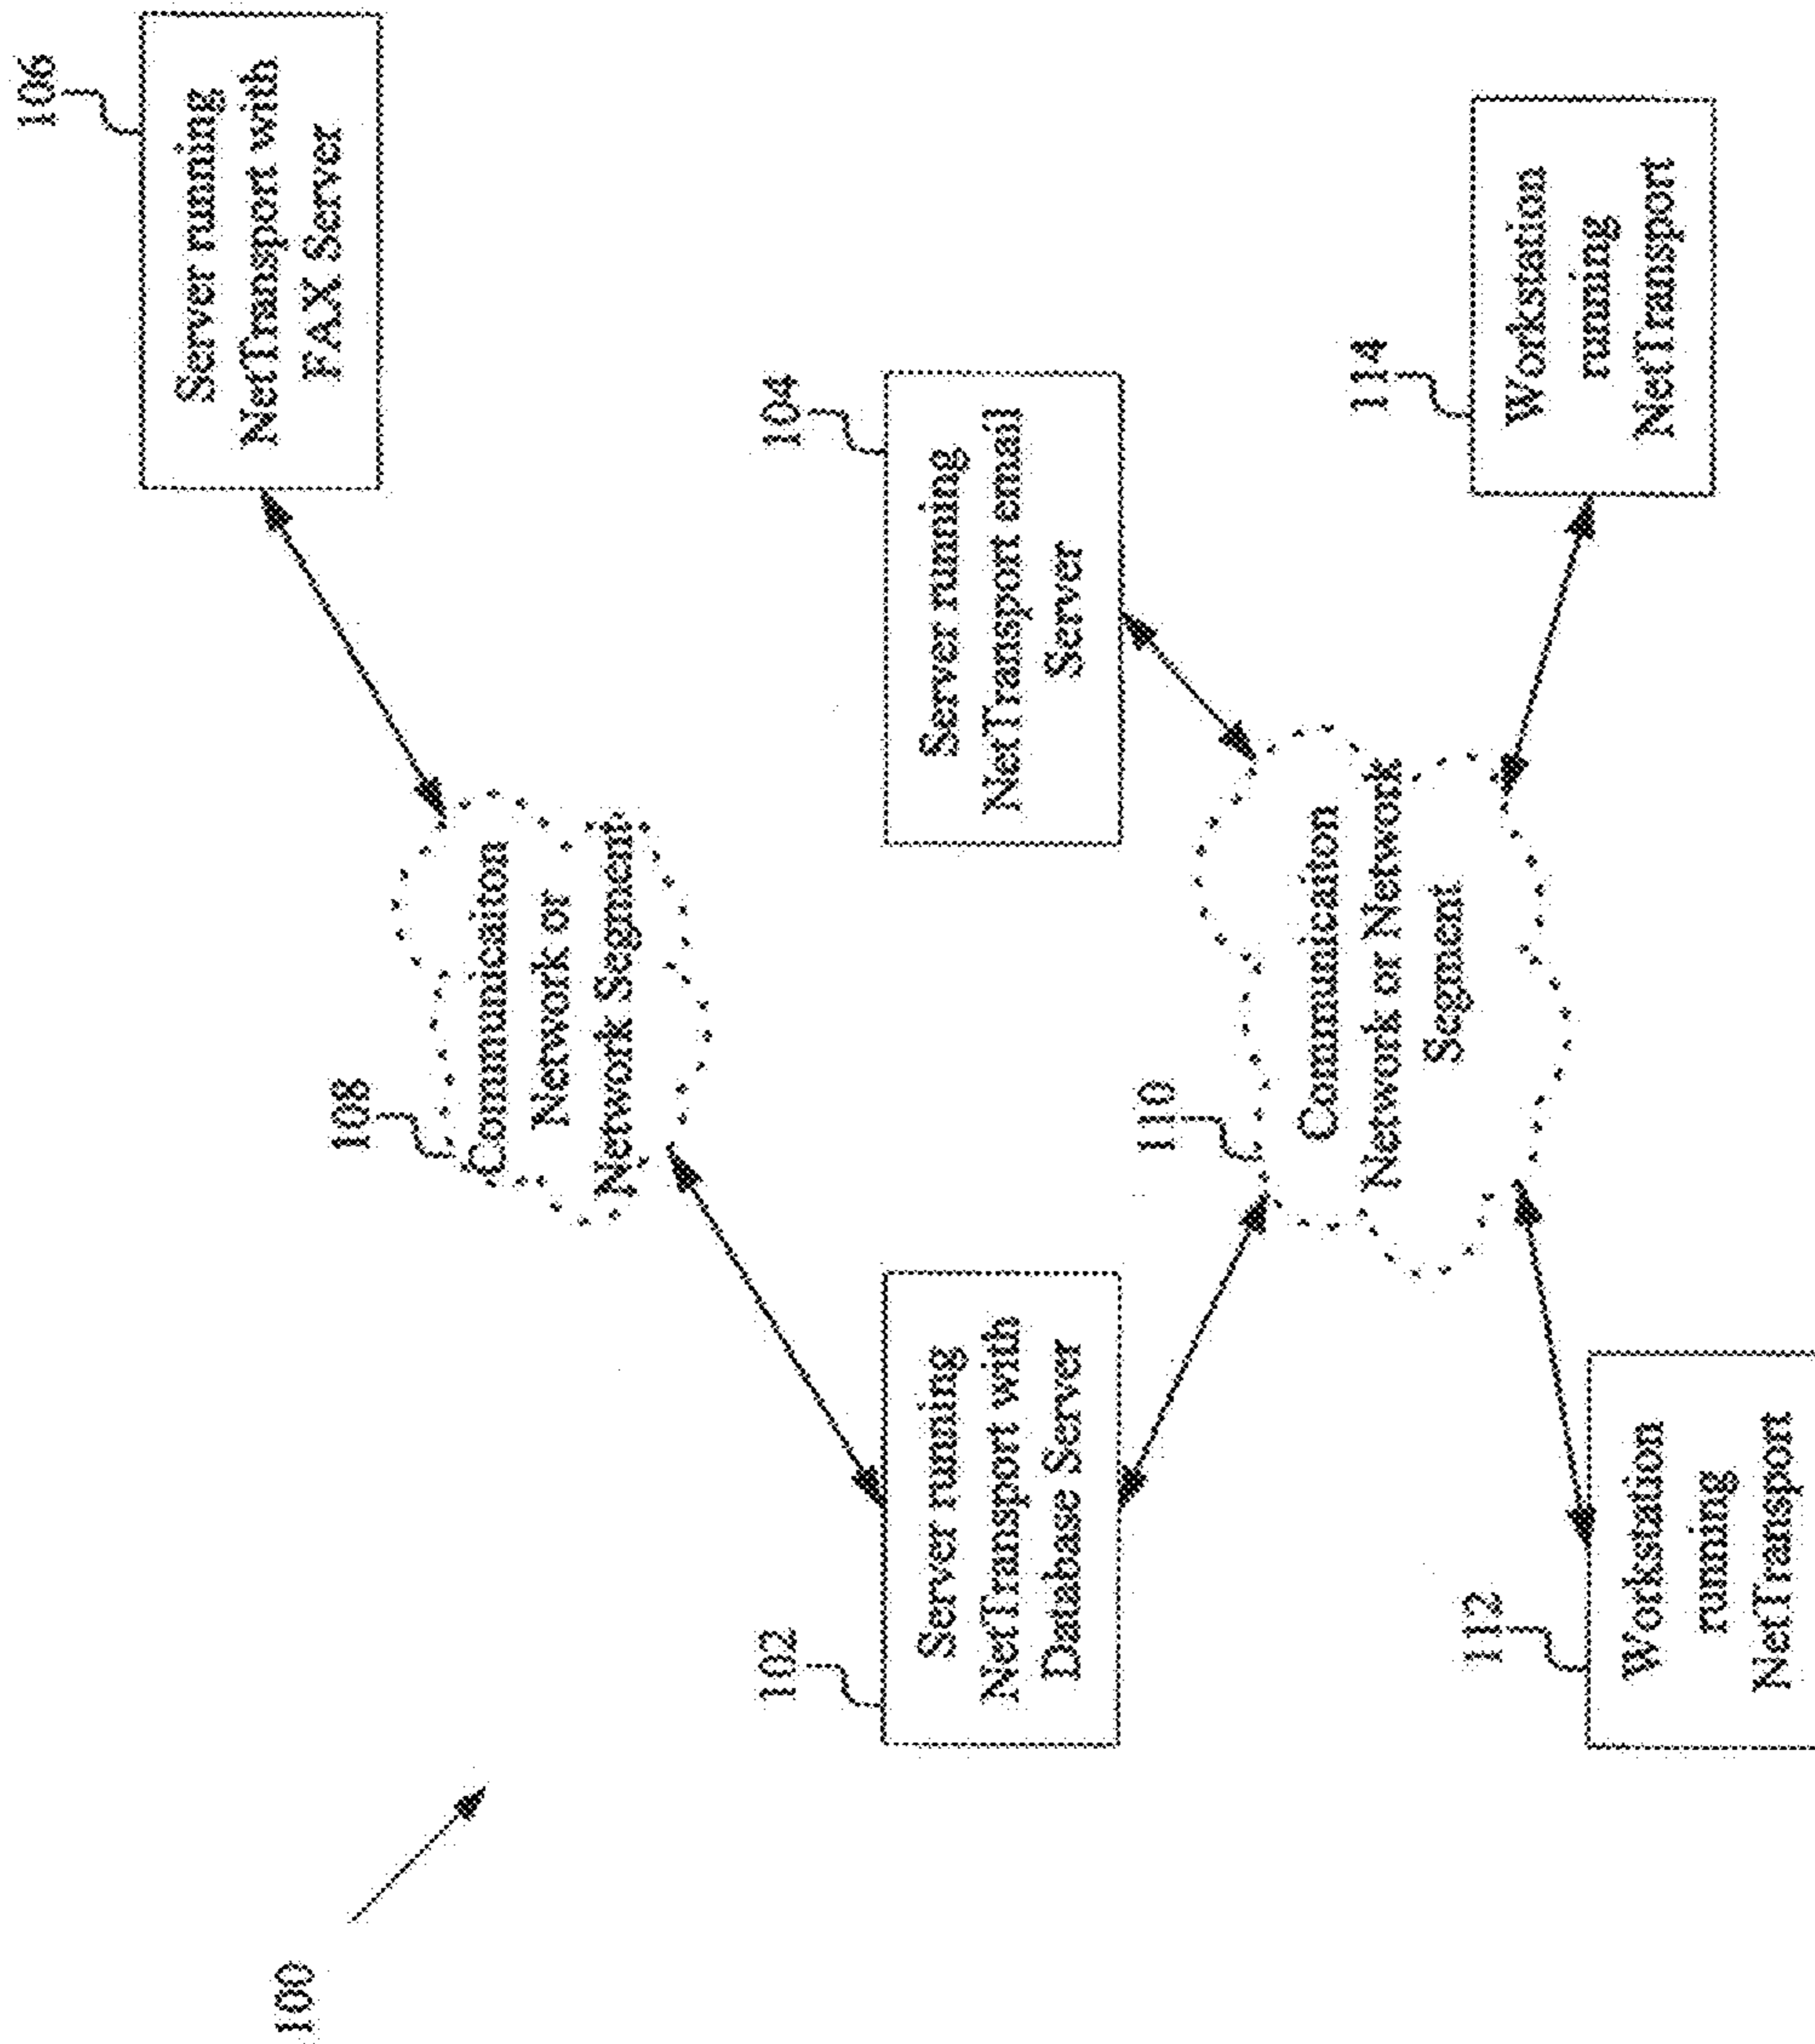 106
Server running
NetTransport with
FAX Server
100
108
Communicaiton
Network or
Network Segment
102
Server running
NetTransport with
Database Server
104
Server running
NetTransport email
Server
110
Communicaiton
Network or Network
Segment
112
Workstation
running
NetTransport
114
Workstation
running
NetTransport